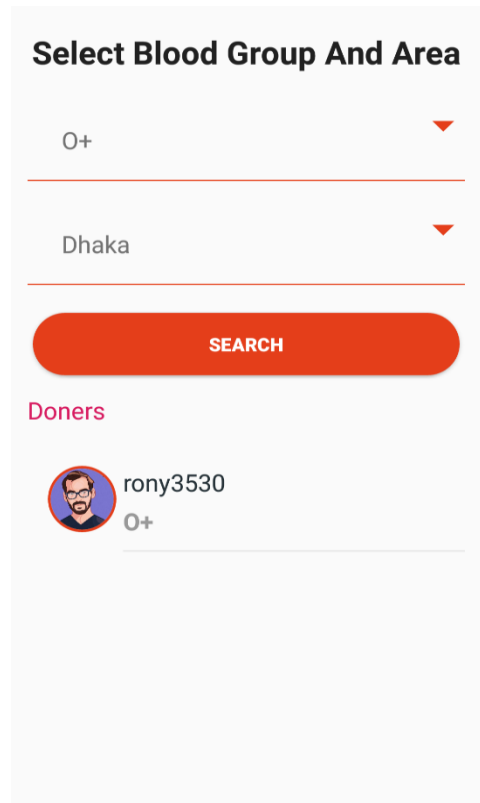 Select Blood Group And Area
O+
Dhaka
SEARCH
Doners
rony3530
O+